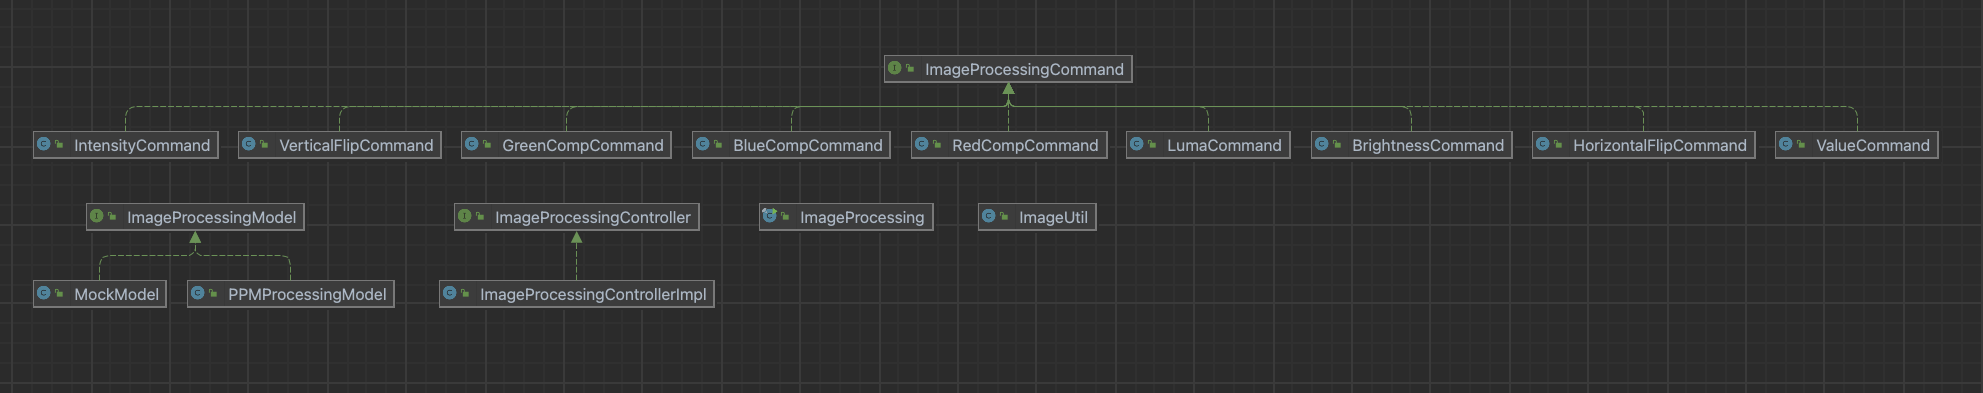 ImageProcessingCommand
IntensityCommand VerticalFlipCommand GreenCompCommand BlueCompCommand RedCompCommand LumaCommand BrightnessCommand HorizontalFlipCommand ValueCommand
ImageProcessingModel ImageProcessingController ImageProcessing ImageUtil
MockModel PPMProcessingModel ImageProcessingControllerImpl